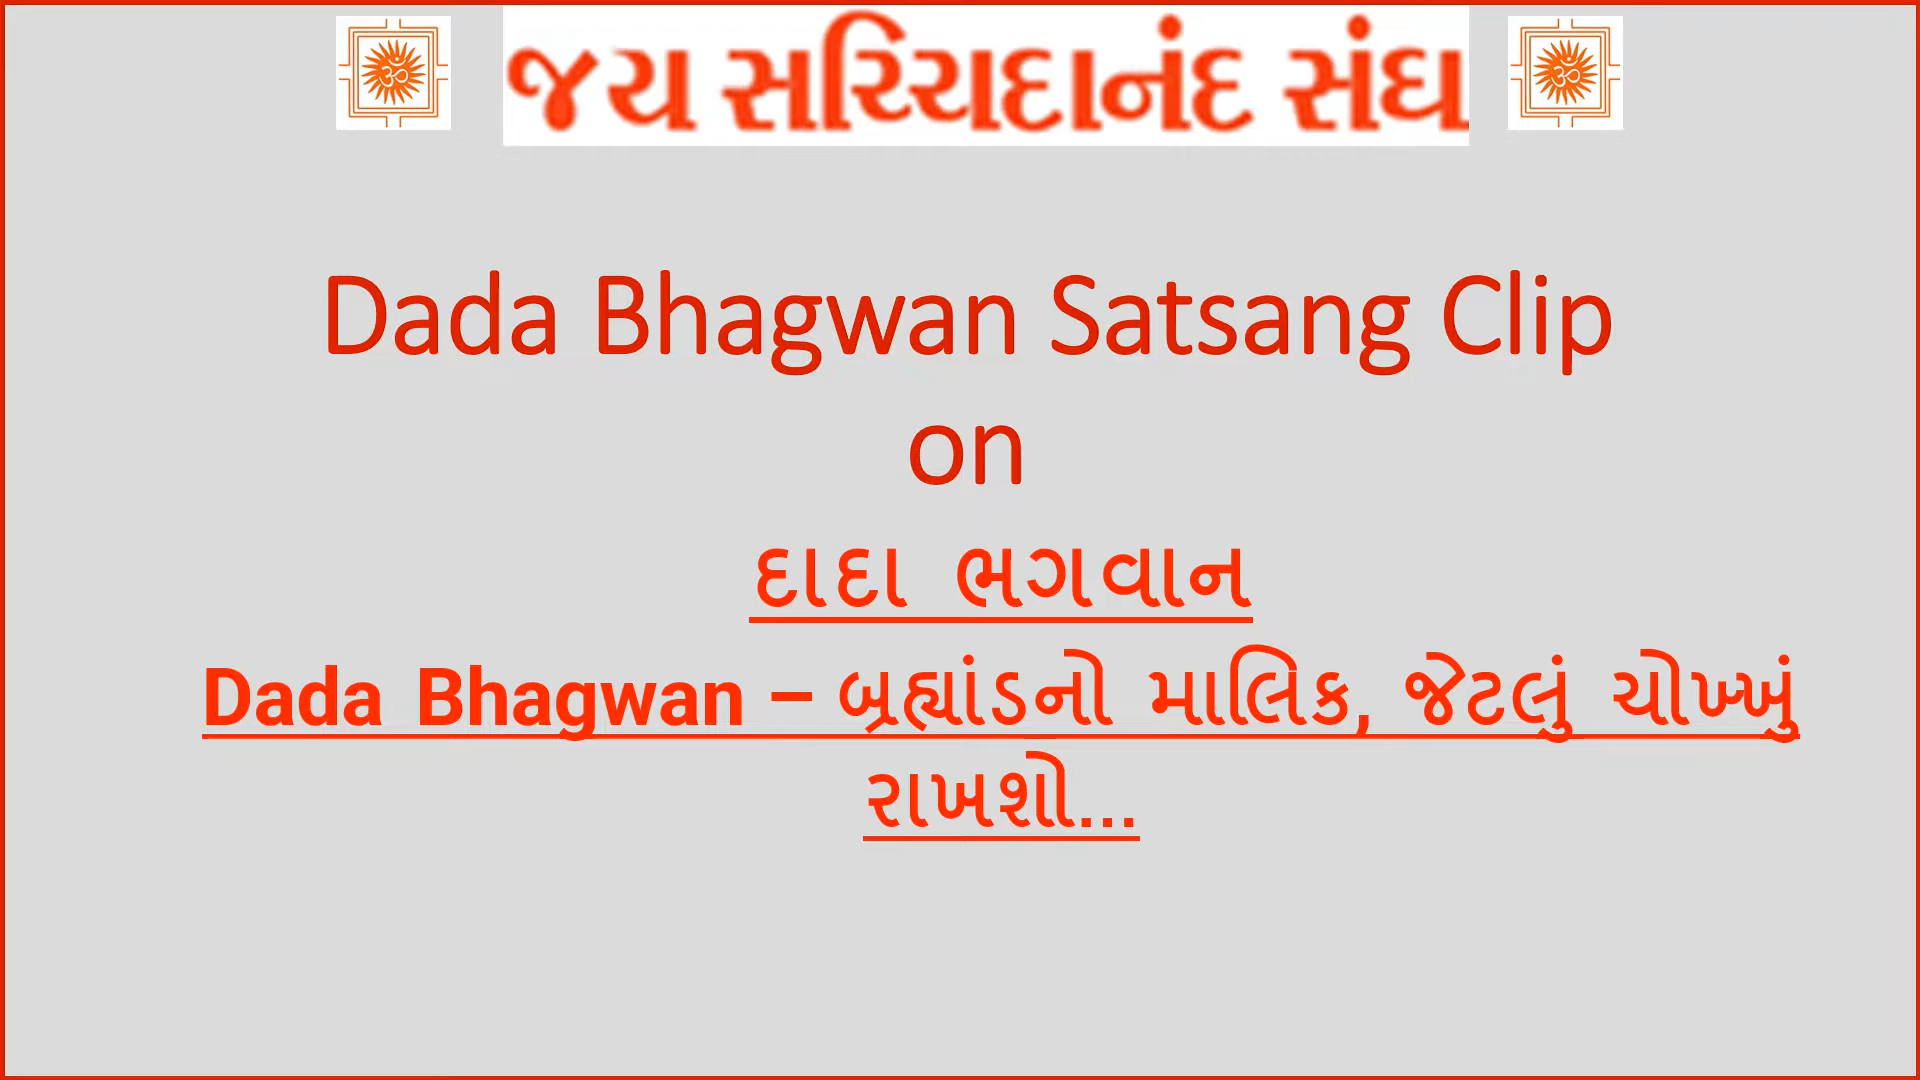 જય સચ્ચિદાનંદ સંઘ
Dada Bhagwan Satsang Clip
on
દાદા ભગવાન
Dada Bhagwan – બ્રહ્માંડનો માલિક, જેટલું ચોખ્ખું
રાખશો...